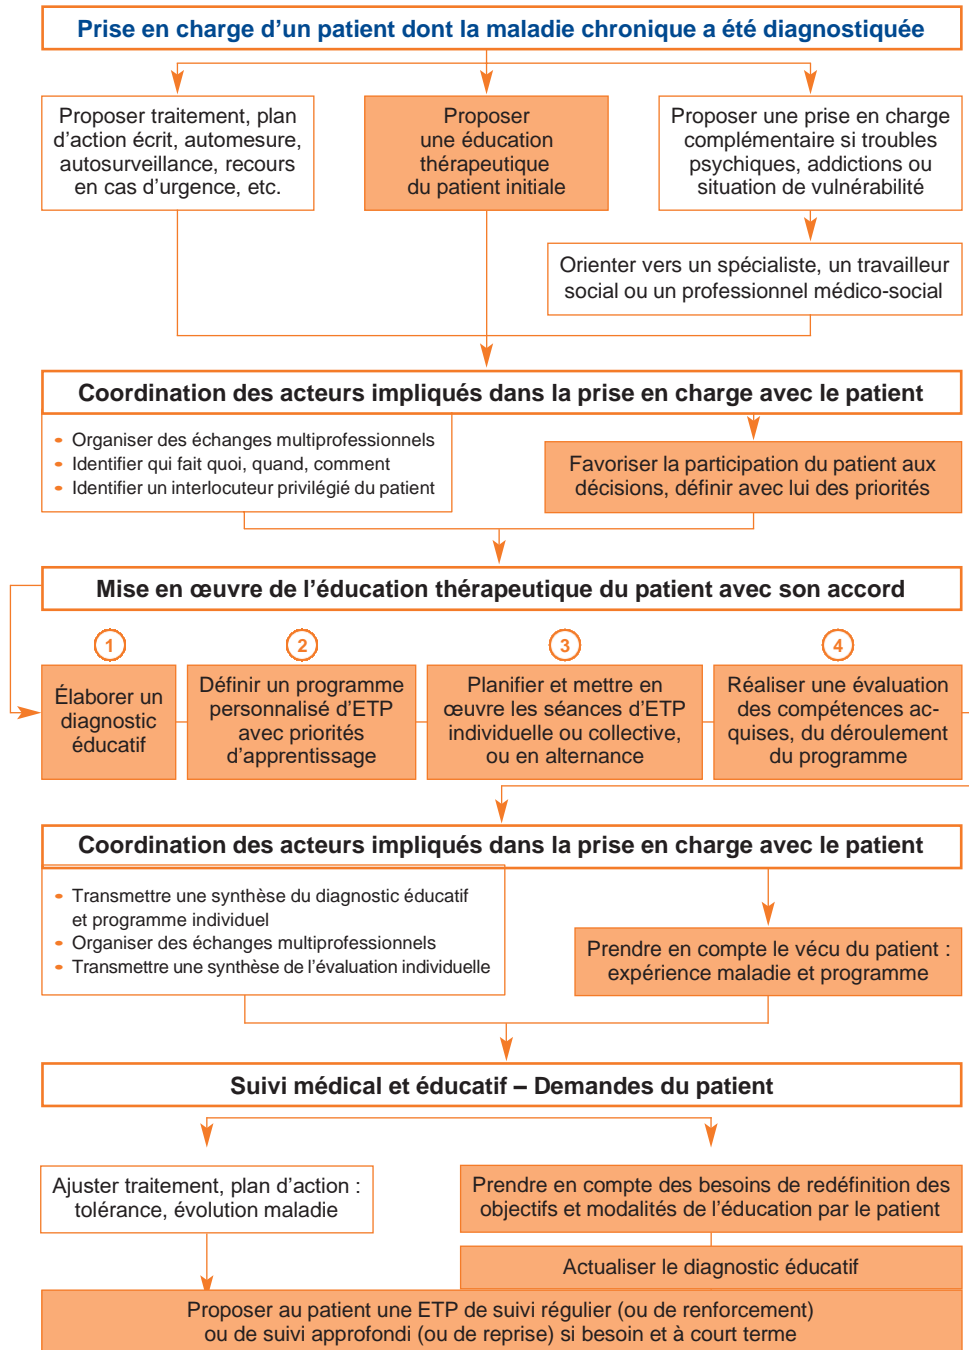 Prise en charge d'un patient dont la maladie chronique a été diagnostiquée
Proposer traitement, plan
d'action écrit, automesure,
autosurveillance, recours
en cas d'urgence, etc.
Proposer
une éducation
thérapeutique
du patient initiale
Proposer une prise en charge
complémentaire si troubles
psychiques, addictions ou
situation de vulnérabilité
Orienter vers un spécialiste, un travailleur
social ou un professionnel médico-social
Coordination des acteurs impliqués dans la prise en charge avec le patient
• Organiser des échanges multiprofessionnels
• Identifier qui fait quoi, quand, comment
• Identifier un interlocuteur privilégié du patient
Favoriser la participation du patient aux
décisions, définir avec lui des priorités
Mise en œuvre de l'éducation thérapeutique du patient avec son accord
1
Élaborer un
diagnostic
éducatif
2
Définir un programme
personnalisé d'ETP
avec priorités
d'apprentissage
3
Planifier et mettre en
œuvre les séances d'ETP
individuelle ou collective,
ou en alternance
4
Réaliser une évaluation
des compétences ac-
quises, du déroulement
du programme
Coordination des acteurs impliqués dans la prise en charge avec le patient
• Transmettre une synthèse du diagnostic éducatif
et programme individuel
• Organiser des échanges multiprofessionnels
• Transmettre une synthèse de l'évaluation individuelle
Prendre en compte le vécu du patient :
expérience maladie et programme
Suivi médical et éducatif – Demandes du patient
Ajuster traitement, plan d'action :
tolérance, évolution maladie
Prendre en compte des besoins de redéfinition des
objectifs et modalités de l'éducation par le patient
Actualiser le diagnostic éducatif
Proposer au patient une ETP de suivi régulier (ou de renforcement)
ou de suivi approfondi (ou de reprise) si besoin et à court terme